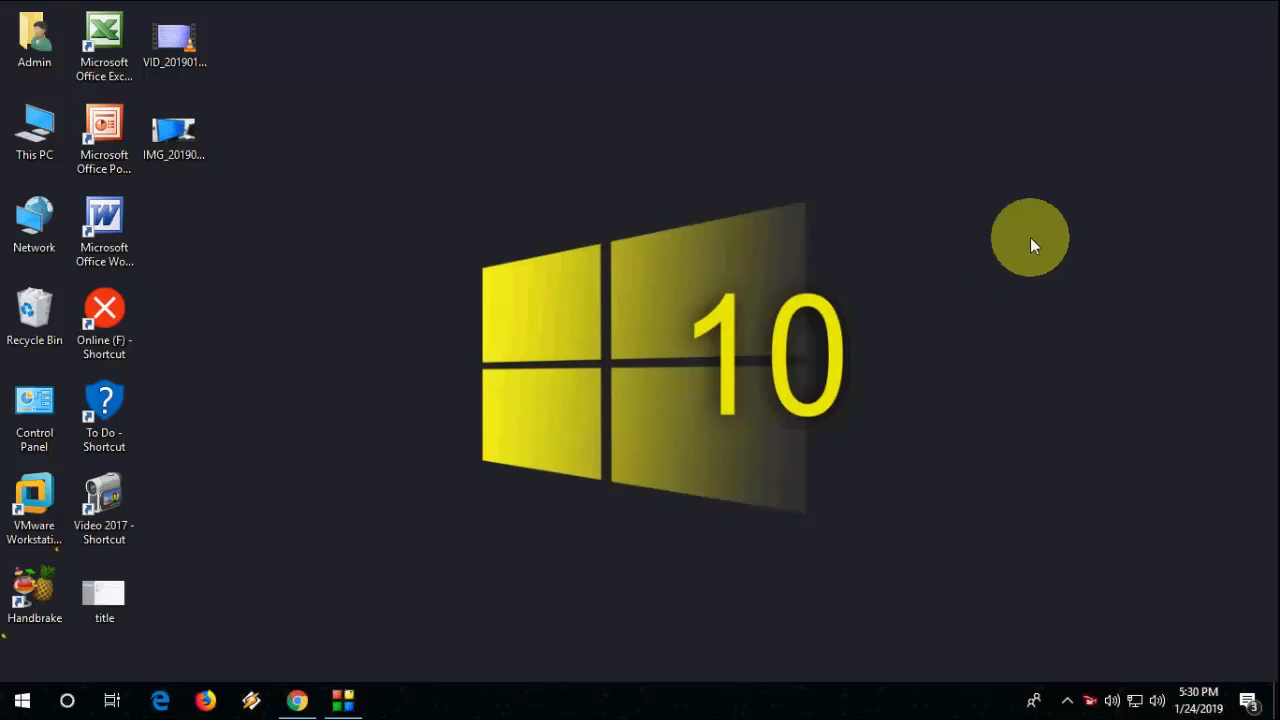 Admin
Microsoft
Office Exc...
VID_201901...
This PC
Microsoft
Office Po...
IMG_20190...
Network
Microsoft
Office Wo...
Recycle Bin
Online (F) -
Shortcut
Control
Panel
To Do -
Shortcut
VMware
Workstati...
Video 2017 -
Shortcut
Handbrake
title
10
5:30 PM
1/24/2019
3